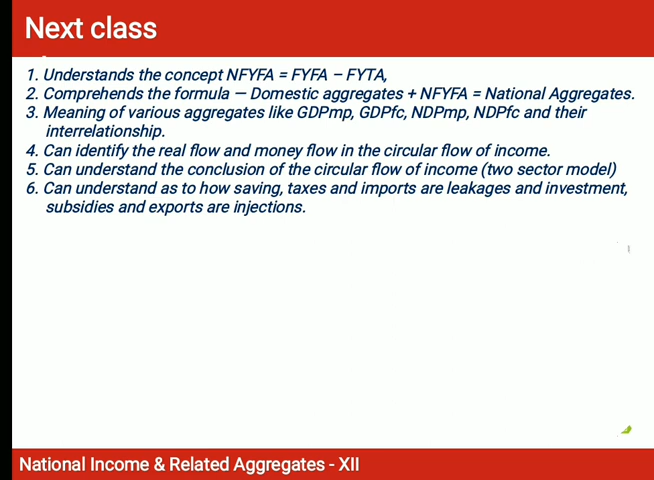 Next class
1. Understands the concept NFYFA = FYFA – FYTA,
2. Comprehends the formula — Domestic aggregates + NFYFA = National Aggregates.
3. Meaning of various aggregates like GDPmp, GDPfc, NDPmp, NDPfc and their
interrelationship.
4. Can identify the real flow and money flow in the circular flow of income.
5. Can understand the conclusion of the circular flow of income (two sector model)
6. Can understand as to how saving, taxes and imports are leakages and investment,
subsidies and exports are injections.
National Income & Related Aggregates - XII